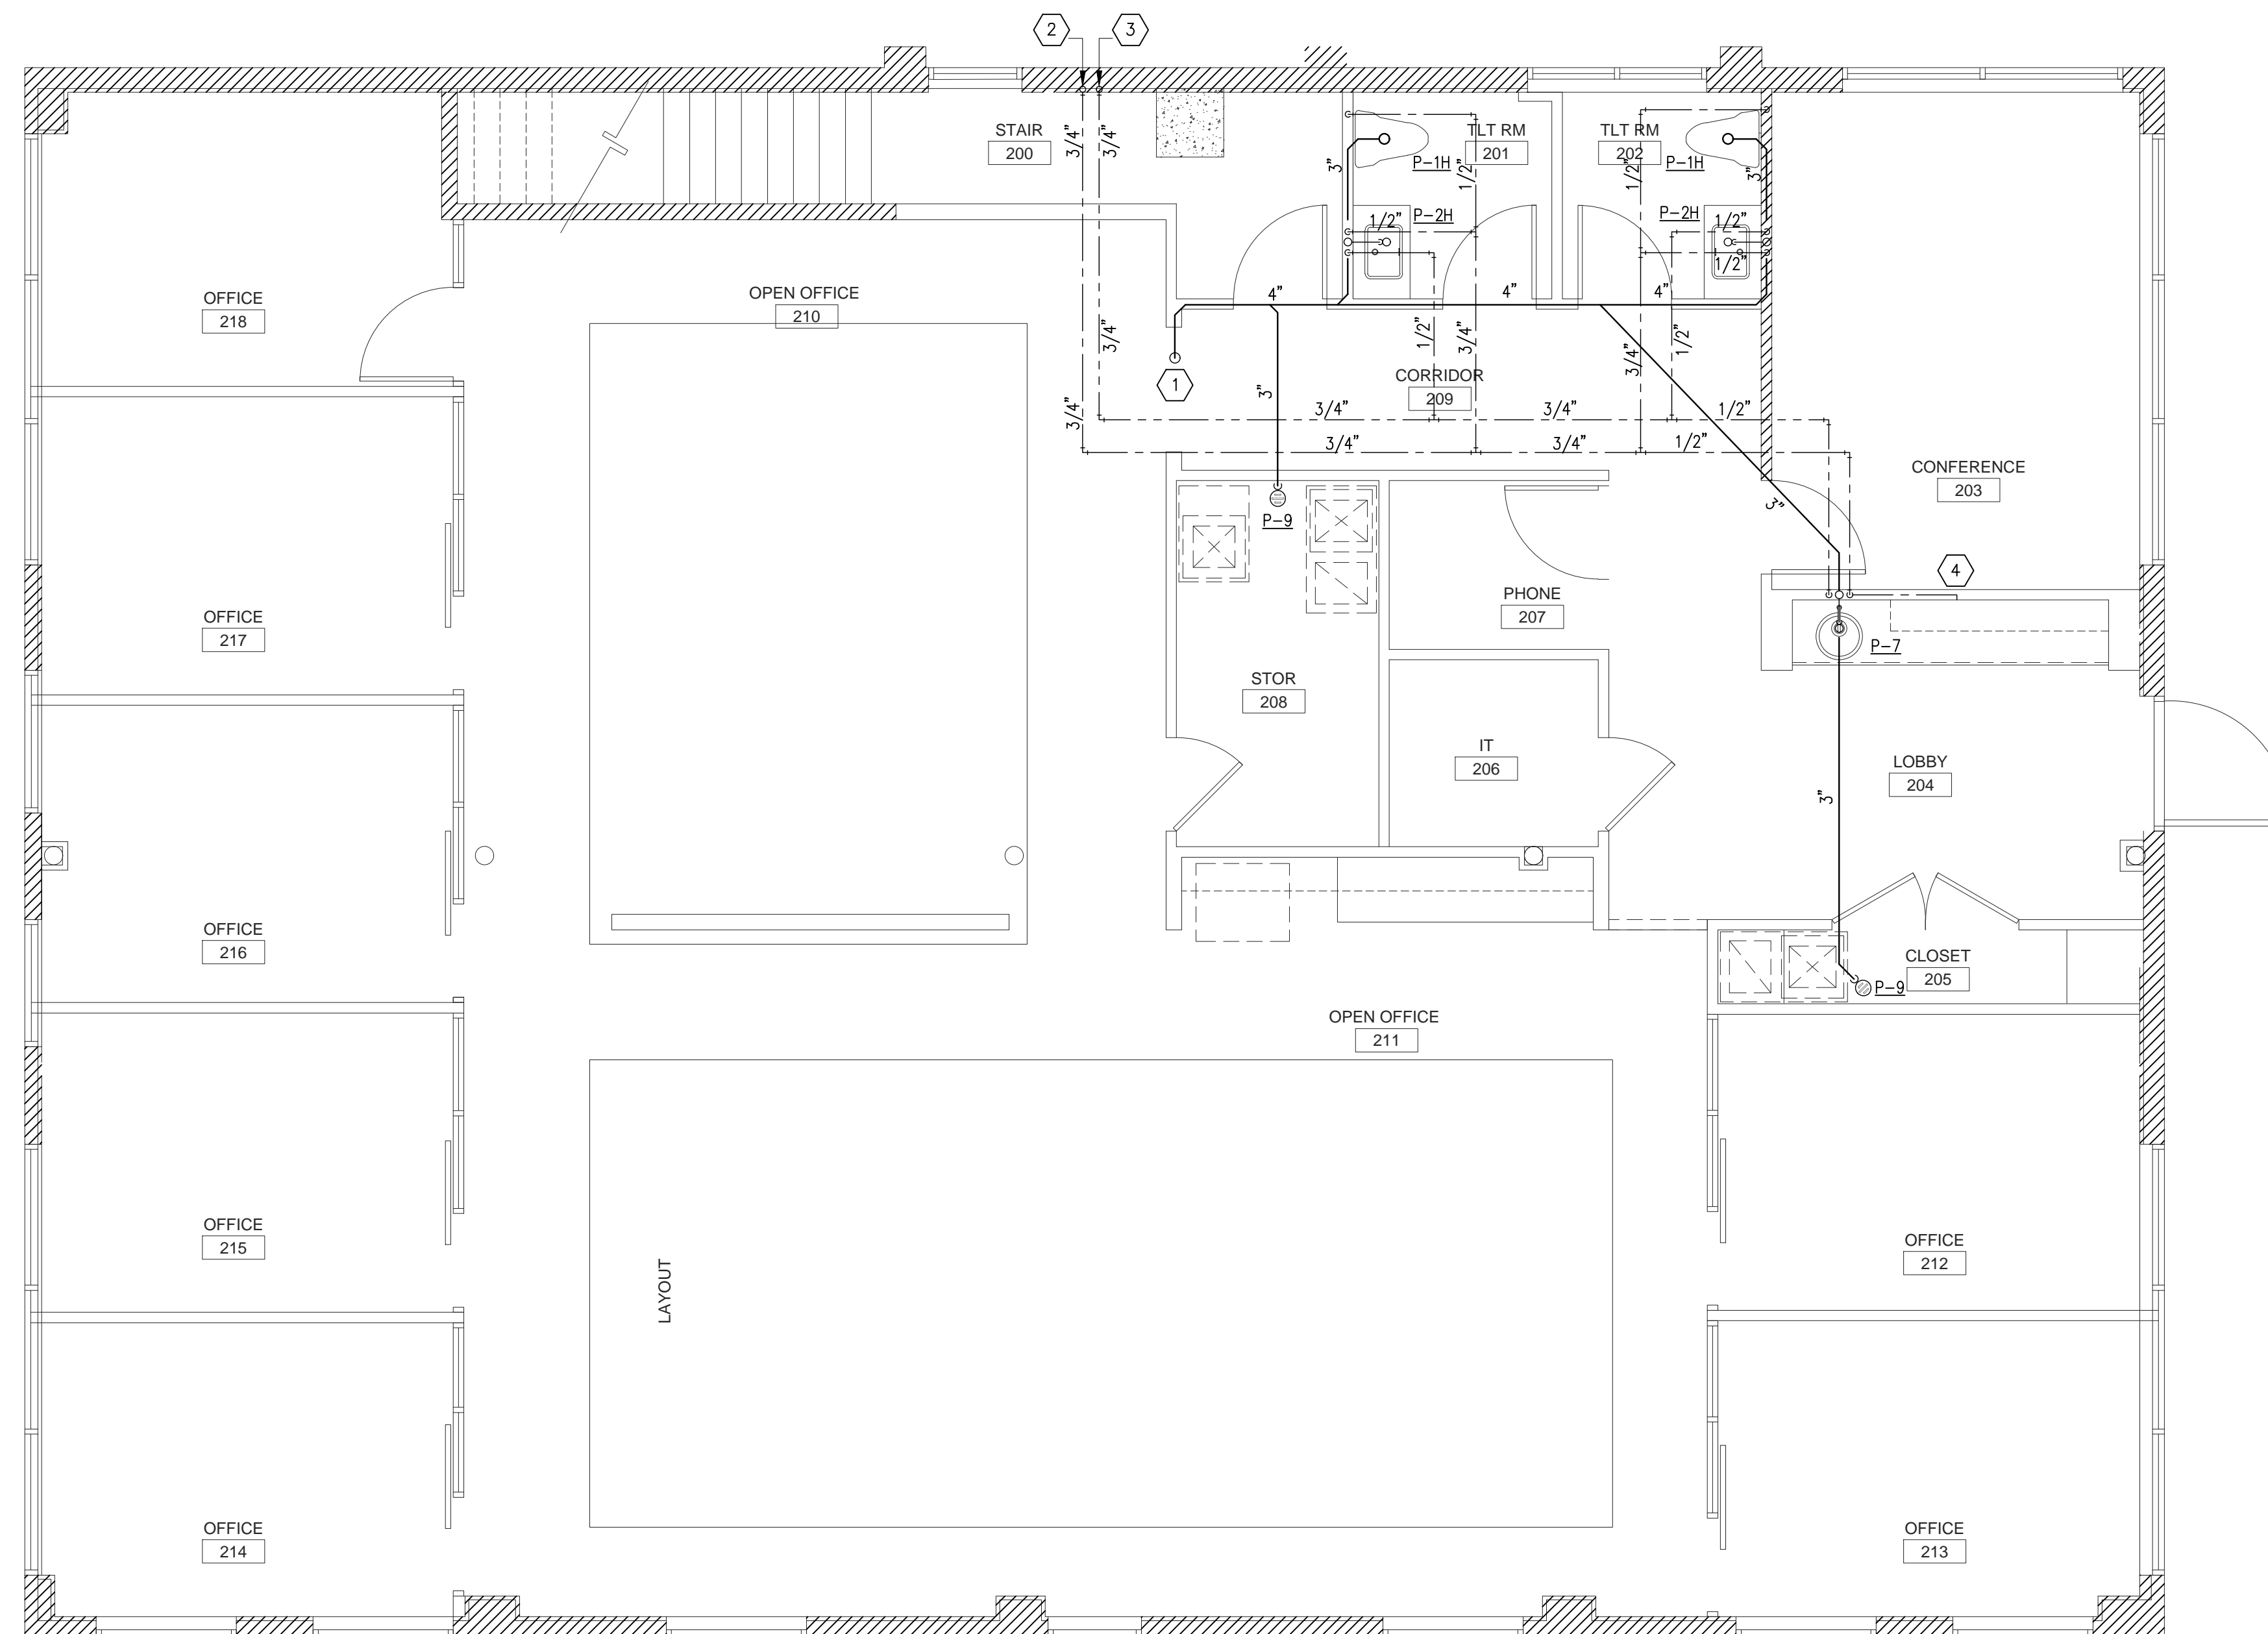 2
3
STAIR
200
3/4"
3/4"
3"
P-1H
TLT RM
201
1/2"
TLT RM
202
1/2"
P-1H
3"
1/2"
P-2H
P-2H
1/2"
1/2"
OFFICE
218
OPEN OFFICE
210
4"
4"
4"
3/4"
1/2"
3/4"
3/4"
1/2"
1
3"
CORRIDOR
209
3/4"
3/4"
3/4"
1/2"
3/4"
3/4"
1/2"
CONFERENCE
203
3"
P-9
4
OFFICE
217
PHONE
207
P-7
STOR
208
IT
206
LOBBY
204
3"
OFFICE
216
CLOSET
205
P-9
OPEN OFFICE
211
OFFICE
215
LAYOUT
OFFICE
212
OFFICE
214
OFFICE
213